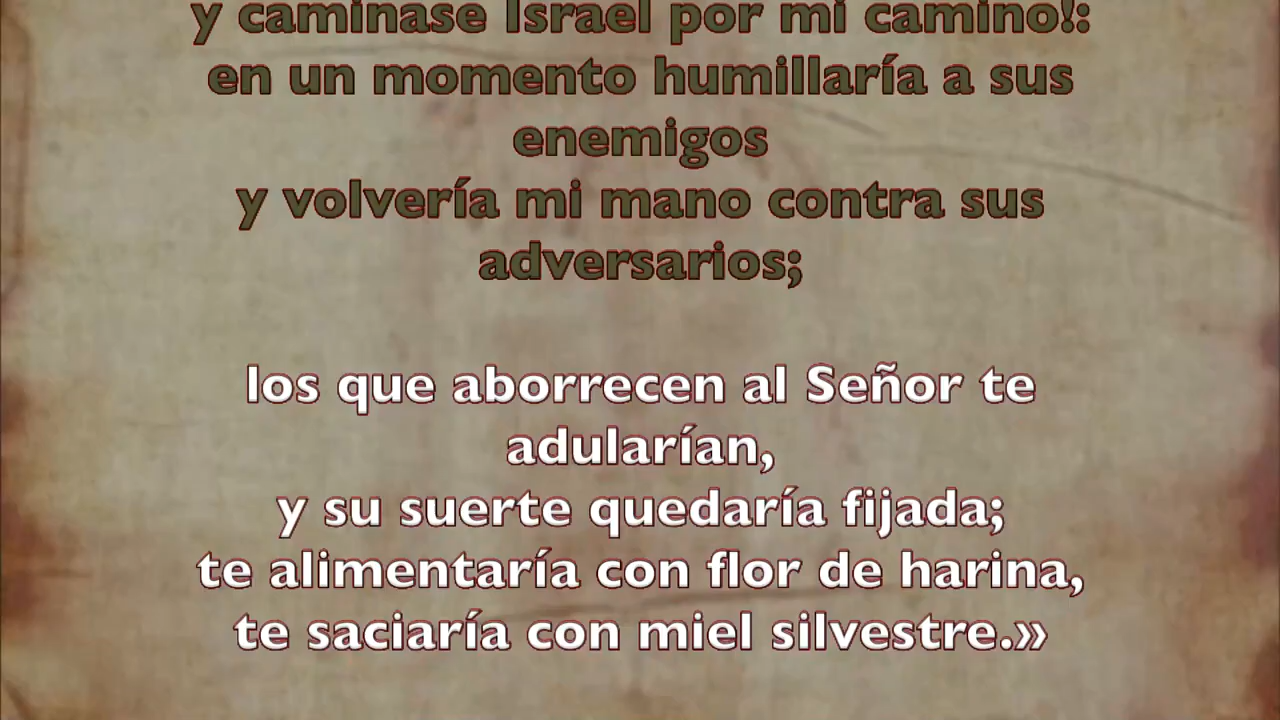 y caminase Israel por mi camino!:
en un momento humillaría a sus
enemigos
y volvería mi mano contra sus
adversarios;
los que aborrecen al Señor te
adularían,
y su suerte quedaría fijada;
te alimentaría con flor de harina,
te saciaría con miel silvestre.»